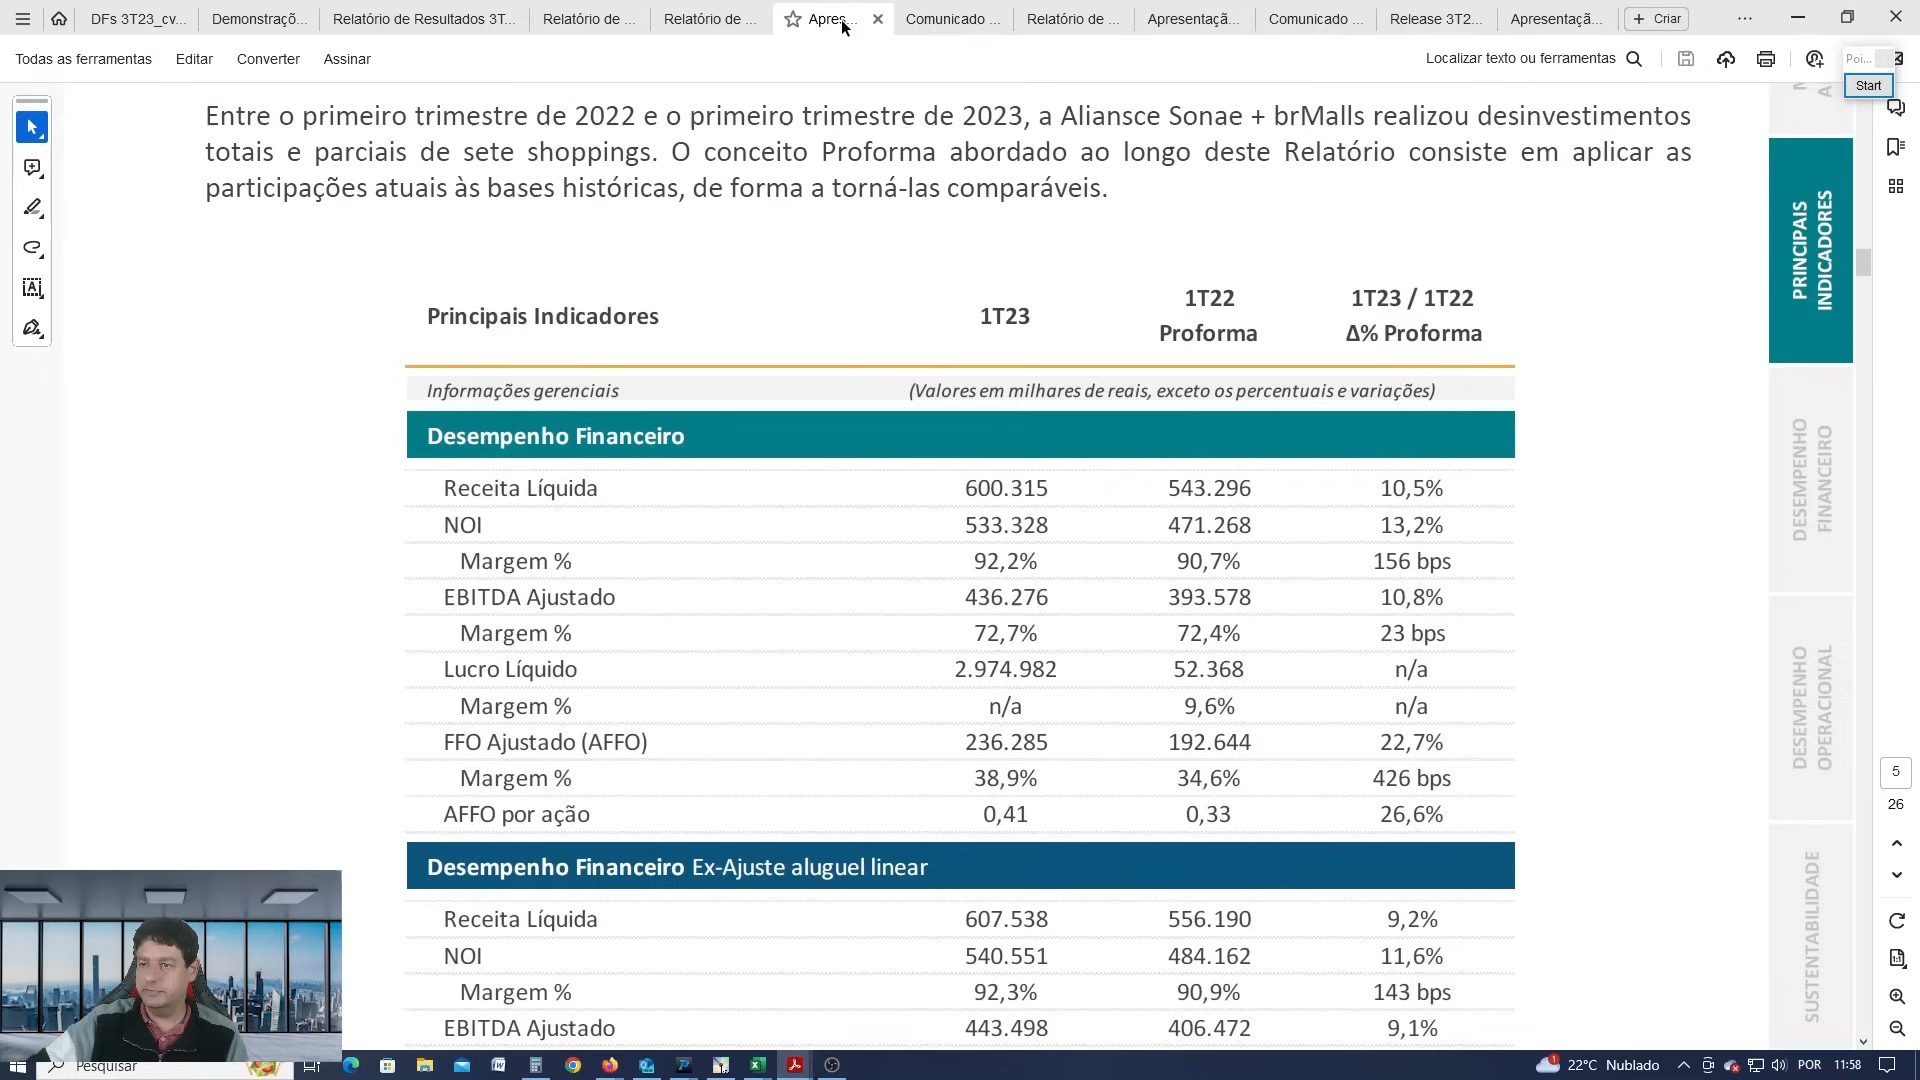 DFs 3T23_cv...
Demonstraçõ...
Relatório de Resultados 3T...
Relatório de ...
Relatório de ...
Apres...
Comunicado ...
Relatório de ...
Apresentaçã...
Comunicado ...
Release 3T2...
Apresentaçã...
+ Criar
Todas as ferramentas
Editar
Converter
Assinar
Localizar texto ou ferramentas
Poi...
Start
Entre o primeiro trimestre de 2022 e o primeiro trimestre de 2023, a Aliansce Sonae + brMalls realizou desinvestimentos
totais e parciais de sete shoppings. O conceito Proforma abordado ao longo deste Relatório consiste em aplicar as
participações atuais às bases históricas, de forma a torná-las comparáveis.
Principais Indicadores 1T23 1T22 Proforma 1T23 / 1T22 Δ% Proforma
Informações gerenciais (Valores em milhares de reais, exceto os percentuais e variações)
Desempenho Financeiro
Receita Líquida 600.315 543.296 10,5%
NOI 533.328 471.268 13,2%
Margem % 92,2% 90,7% 156 bps
EBITDA Ajustado 436.276 393.578 10,8%
Margem % 72,7% 72,4% 23 bps
Lucro Líquido 2.974.982 52.368 n/a
Margem % n/a 9,6% n/a
FFO Ajustado (AFFO) 236.285 192.644 22,7%
Margem % 38,9% 34,6% 426 bps
AFFO por ação 0,41 0,33 26,6%
Desempenho Financeiro Ex-Ajuste aluguel linear
Receita Líquida 607.538 556.190 9,2%
NOI 540.551 484.162 11,6%
Margem % 92,3% 90,9% 143 bps
EBITDA Ajustado 443.498 406.472 9,1%
PRINCIPAIS
INDICADORES
DESEMPENHO
FINANCEIRO
DESEMPENHO
OPERACIONAL
SUSTENTABILIDADE
5
26
Pesquisar
22°C Nublado
POR
11:58